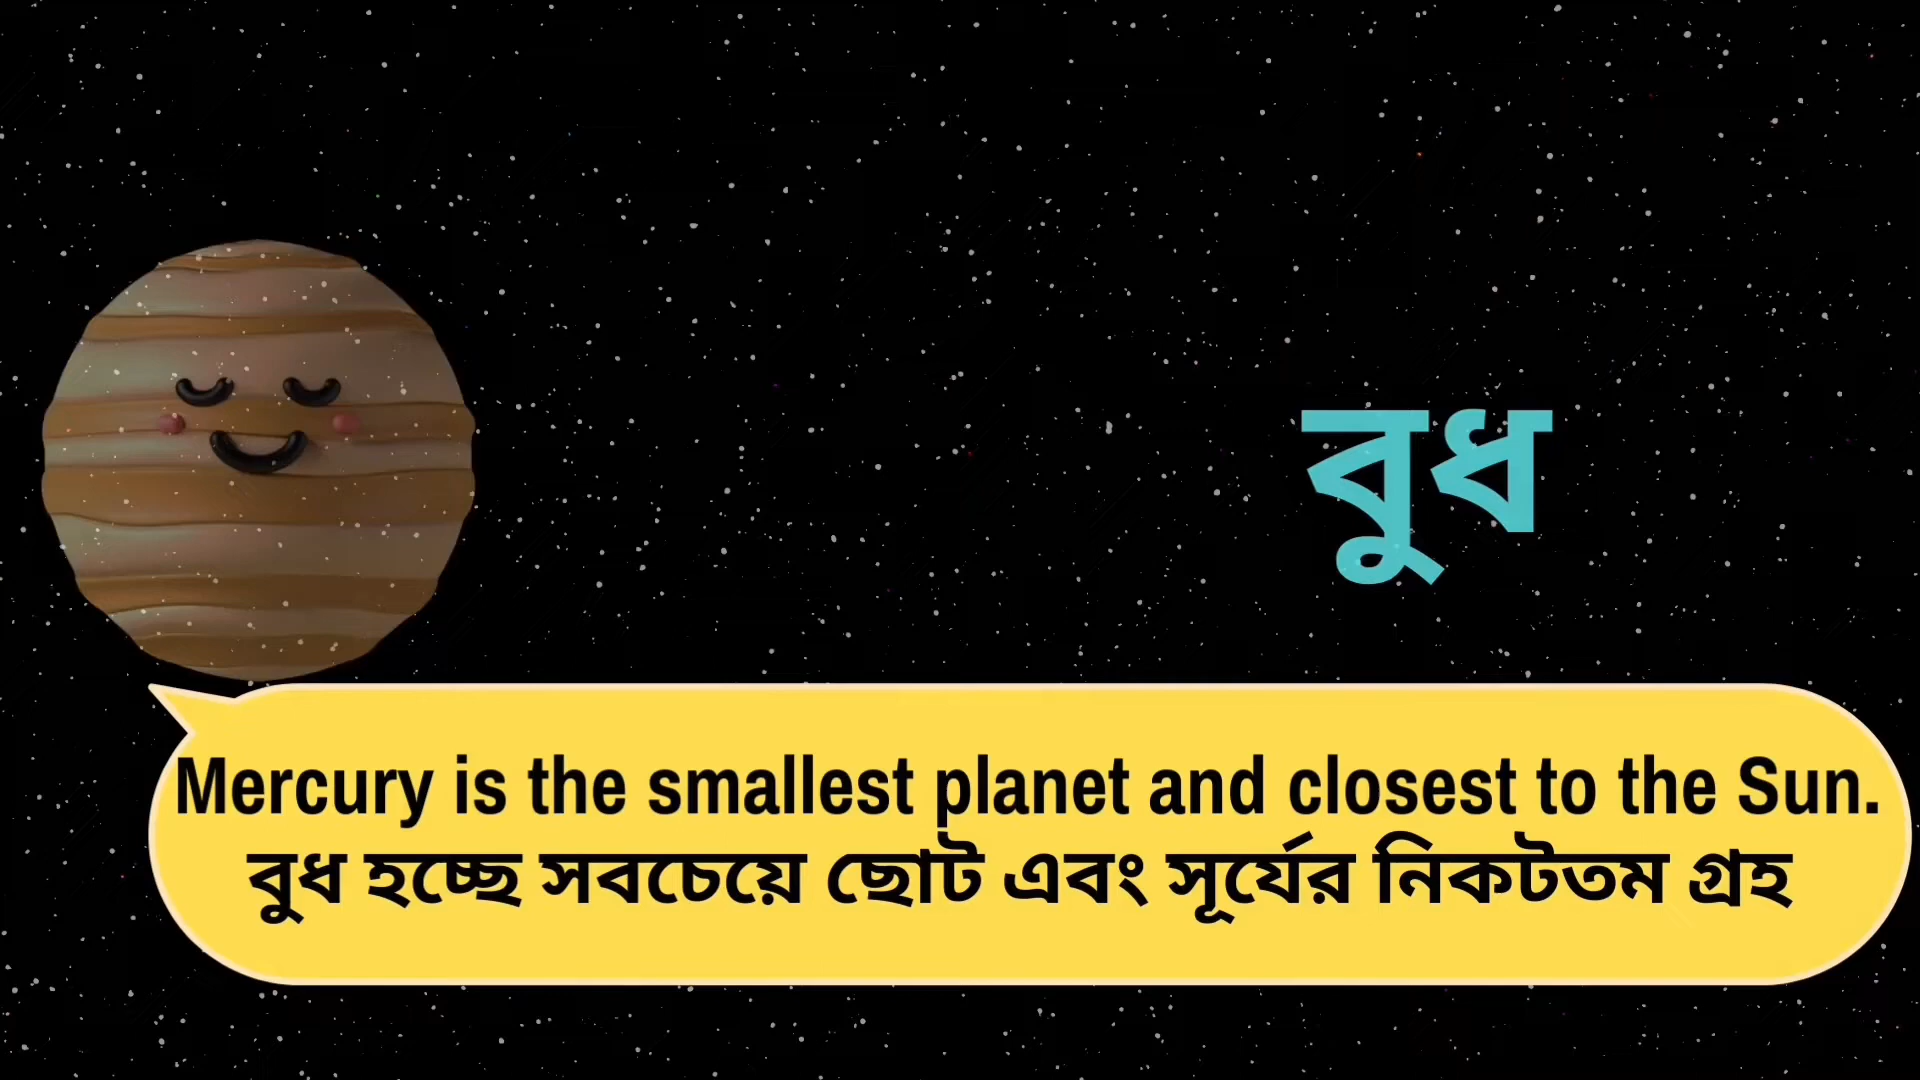 বুধ
Mercury is the smallest planet and closest to the Sun.
বুধ হচ্ছে সবচেয়ে ছোট এবং সূর্যের নিকটতম গ্রহ